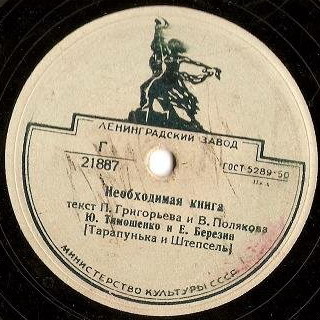 ЛЕНИНГРАДСКИЙ ЗАВОД
Г
21887
ГОСТ 5289-50
Необходимая книга
текст П. Григорьева и В. Полякова
Ю. Тимошенко и Е. Березин
[Тарапунька и Штепсель]
МИНИСТЕРСТВО КУЛЬТУРЫ СССР